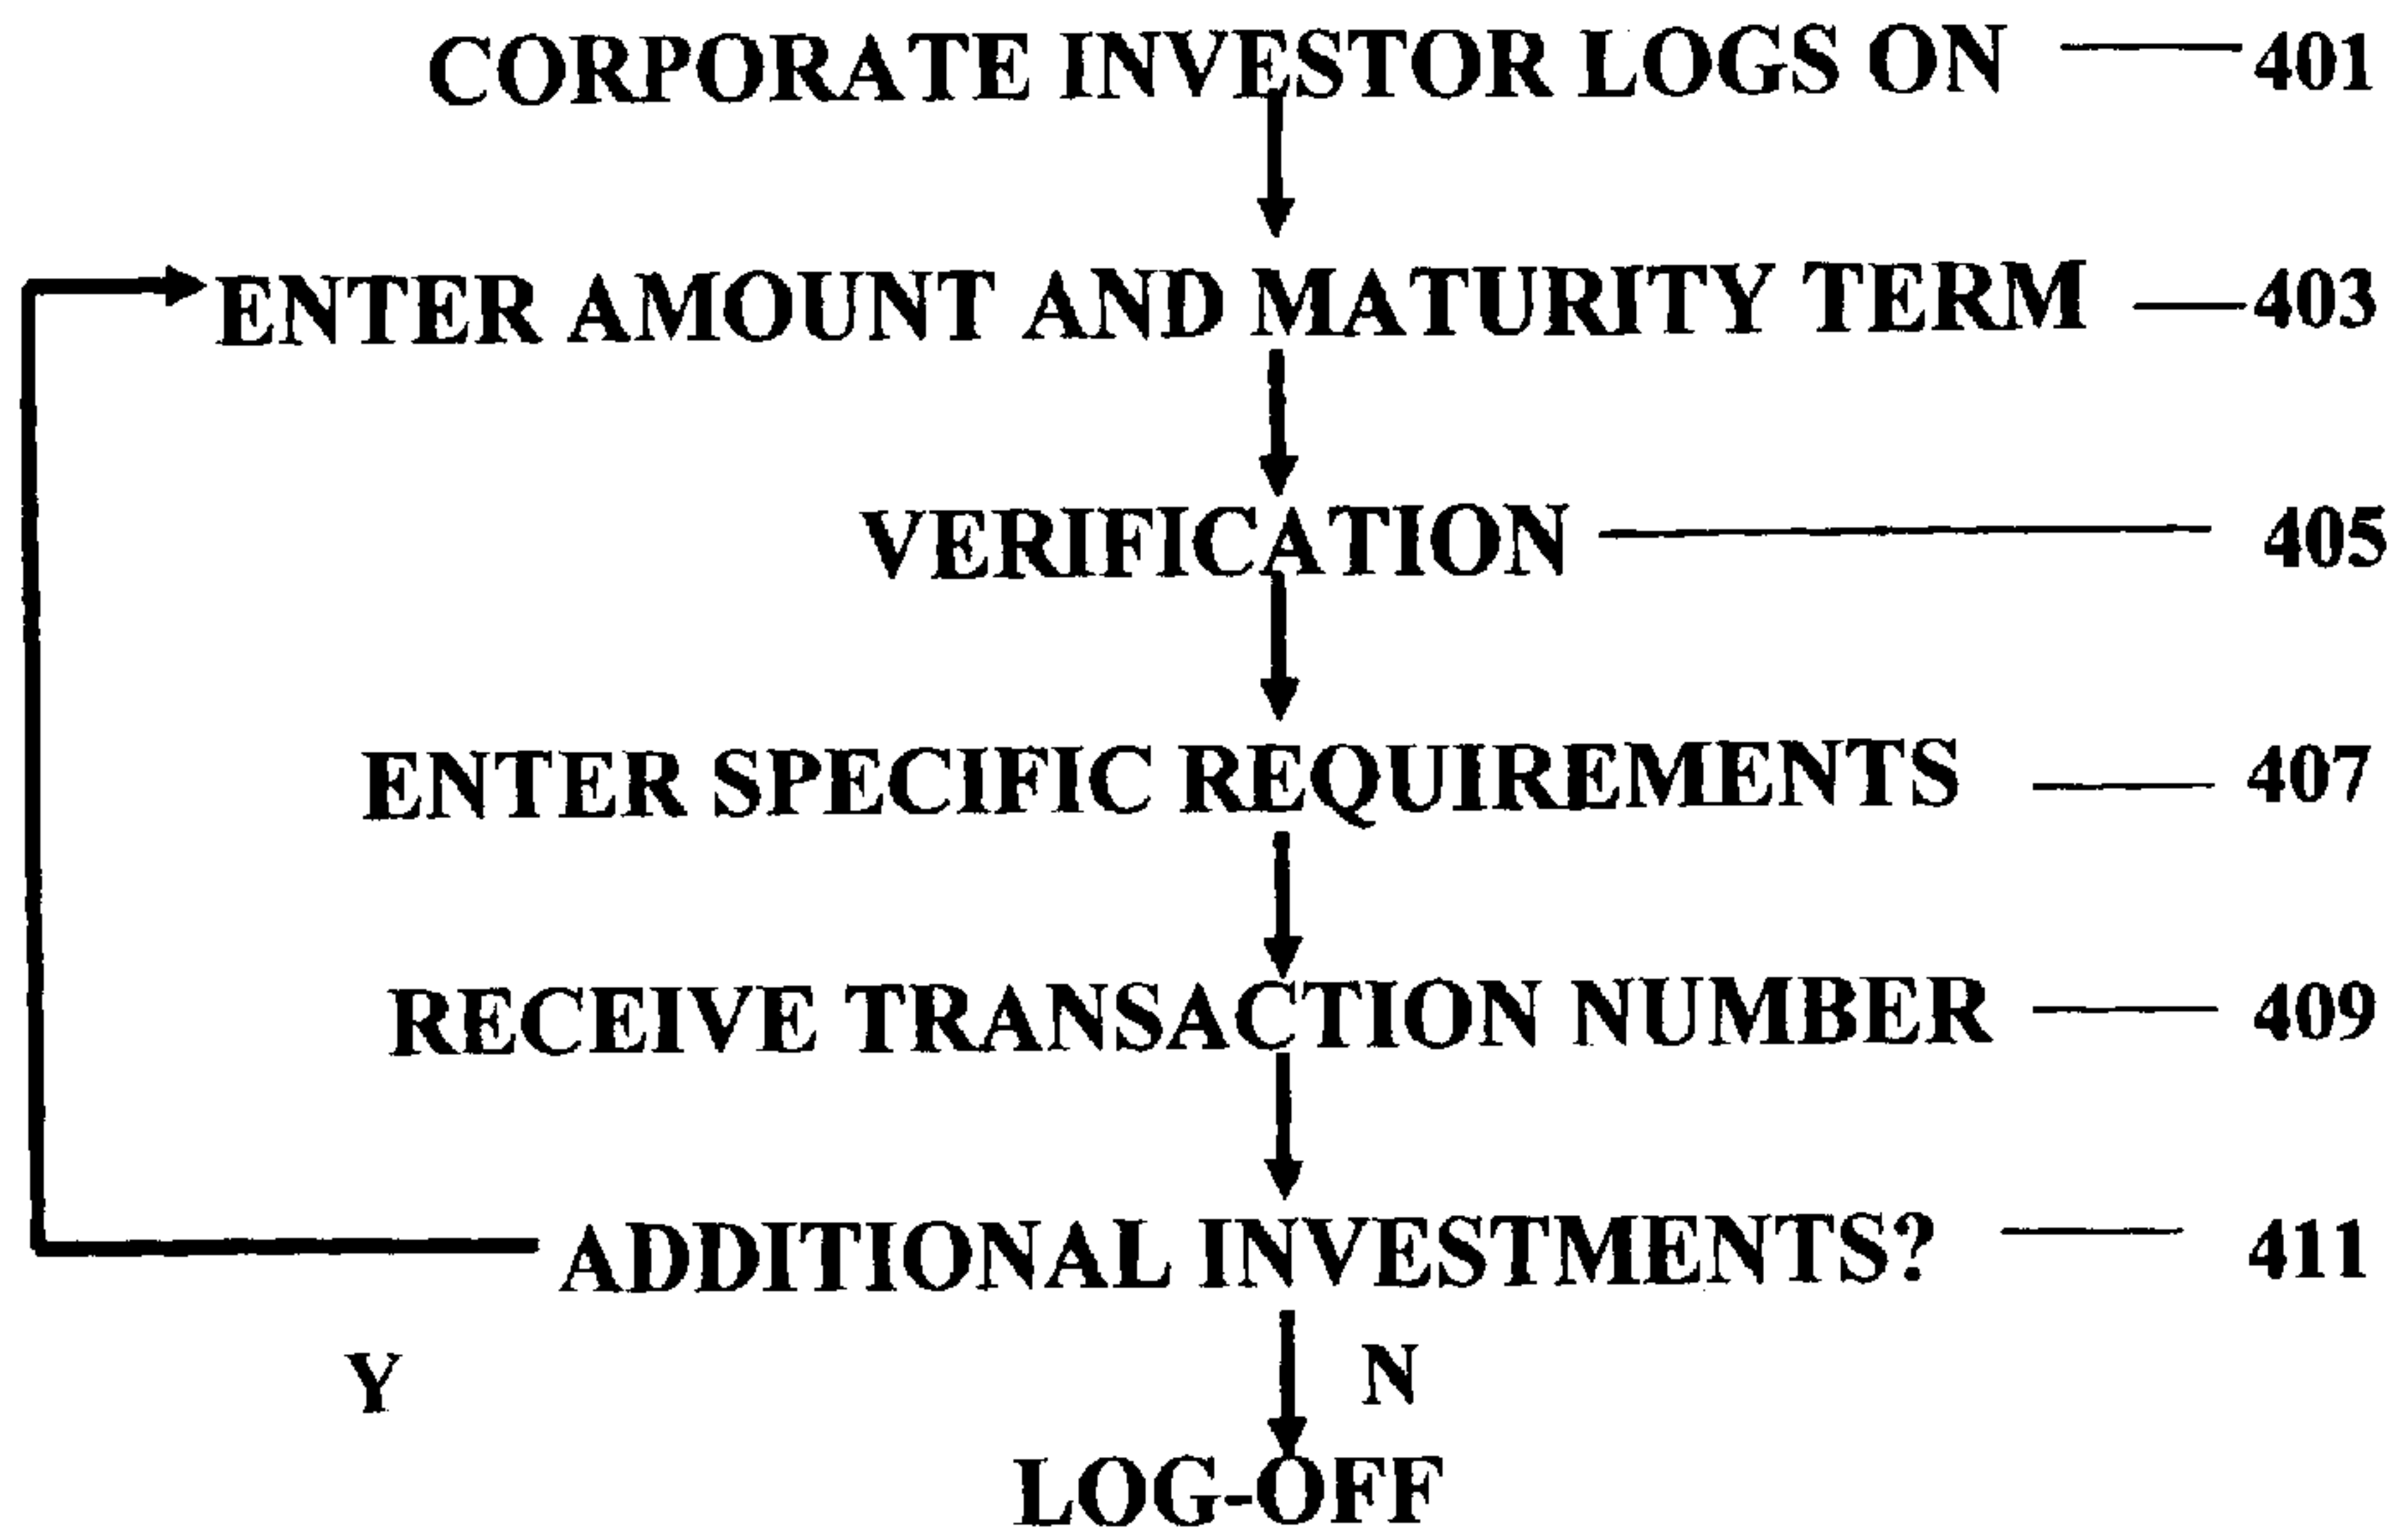 CORPORATE INVESTOR LOGS ON 401
ENTER AMOUNT AND MATURITY TERM 403
VERIFICATION 405
ENTER SPECIFIC REQUIREMENTS 407
RECEIVE TRANSACTION NUMBER 409
ADDITIONAL INVESTMENTS? 411
Y N
LOG-OFF